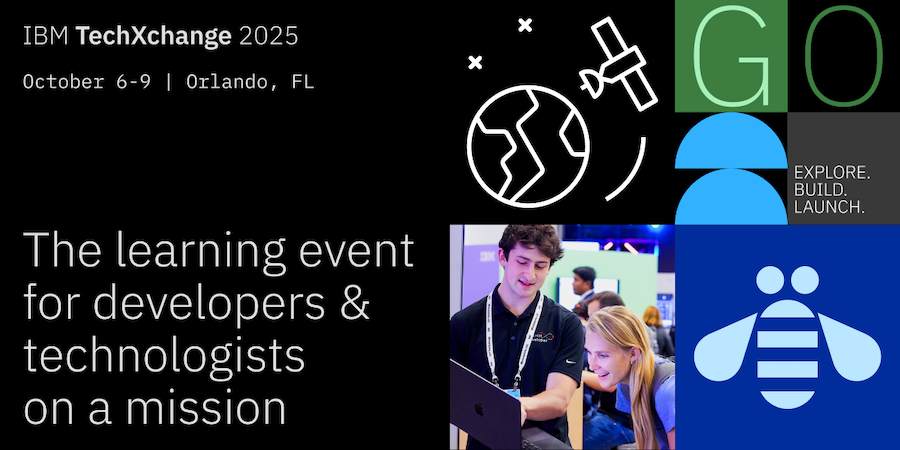 IBM TechXchange 2025
October 6-9 | Orlando, FL
The learning event
for developers &
technologists
on a mission
GO
EXPLORE.
BUILD.
LAUNCH.
IBM